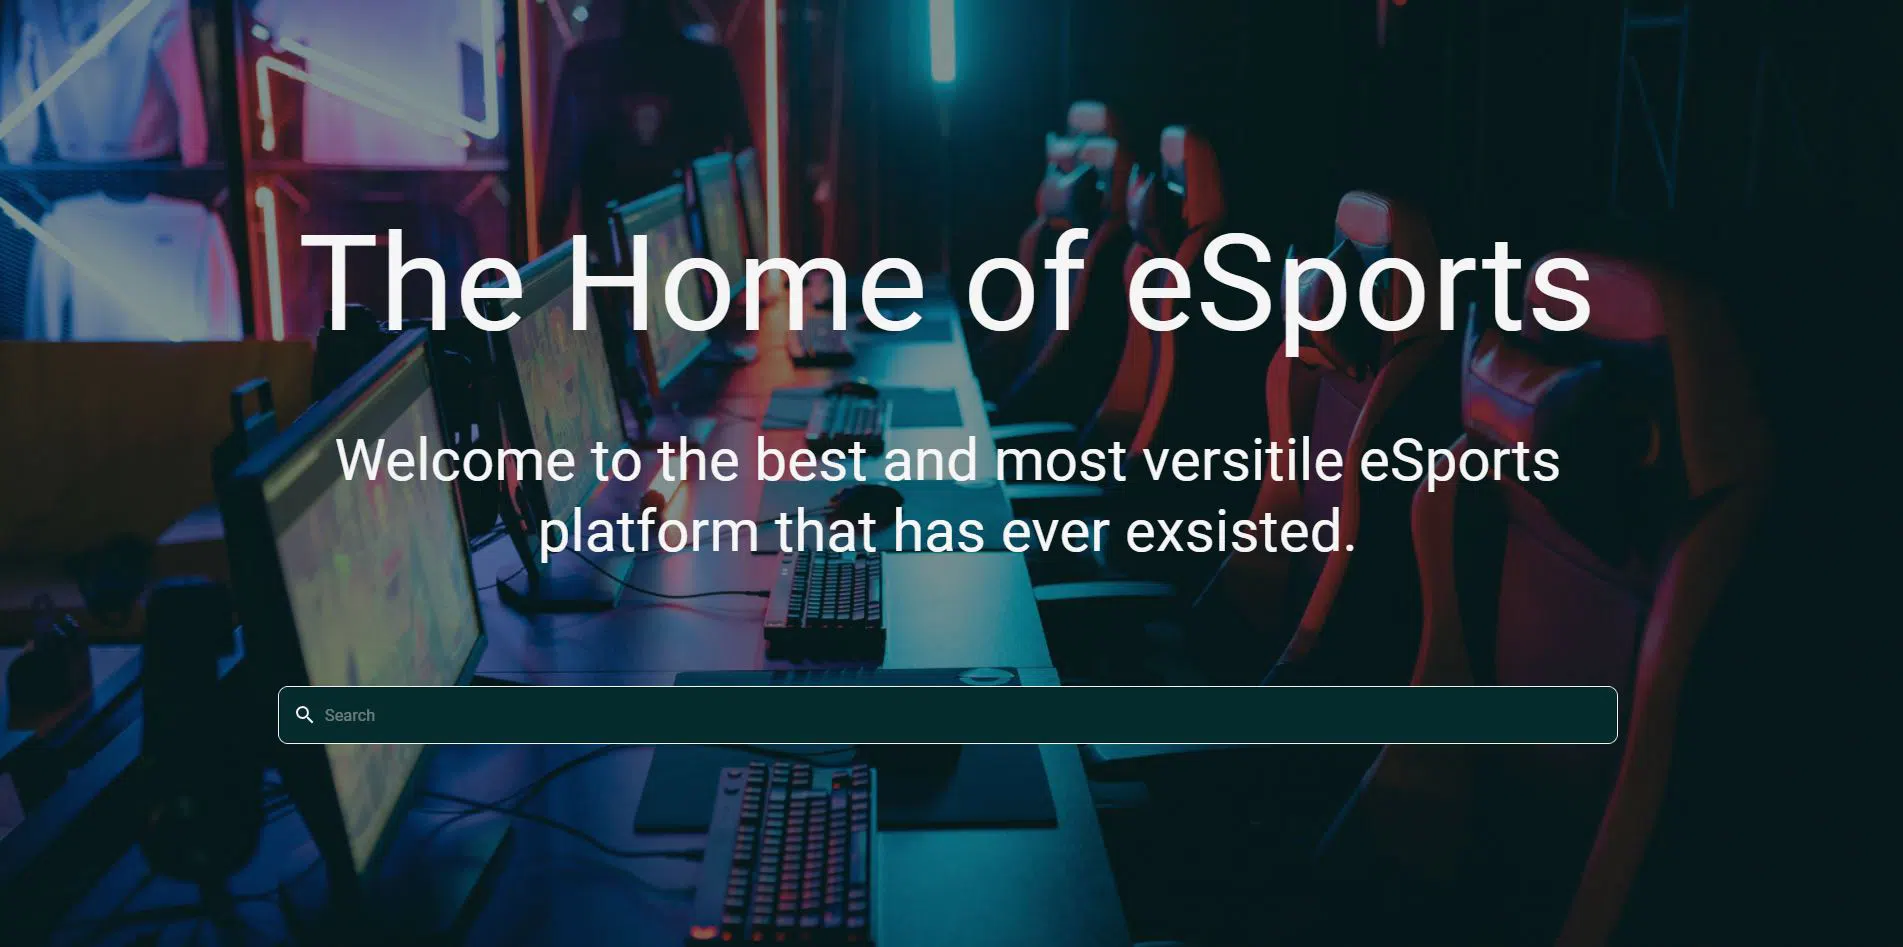 The Home of eSports
Welcome to the best and most versitile eSports
platform that has ever exsisted.
Search